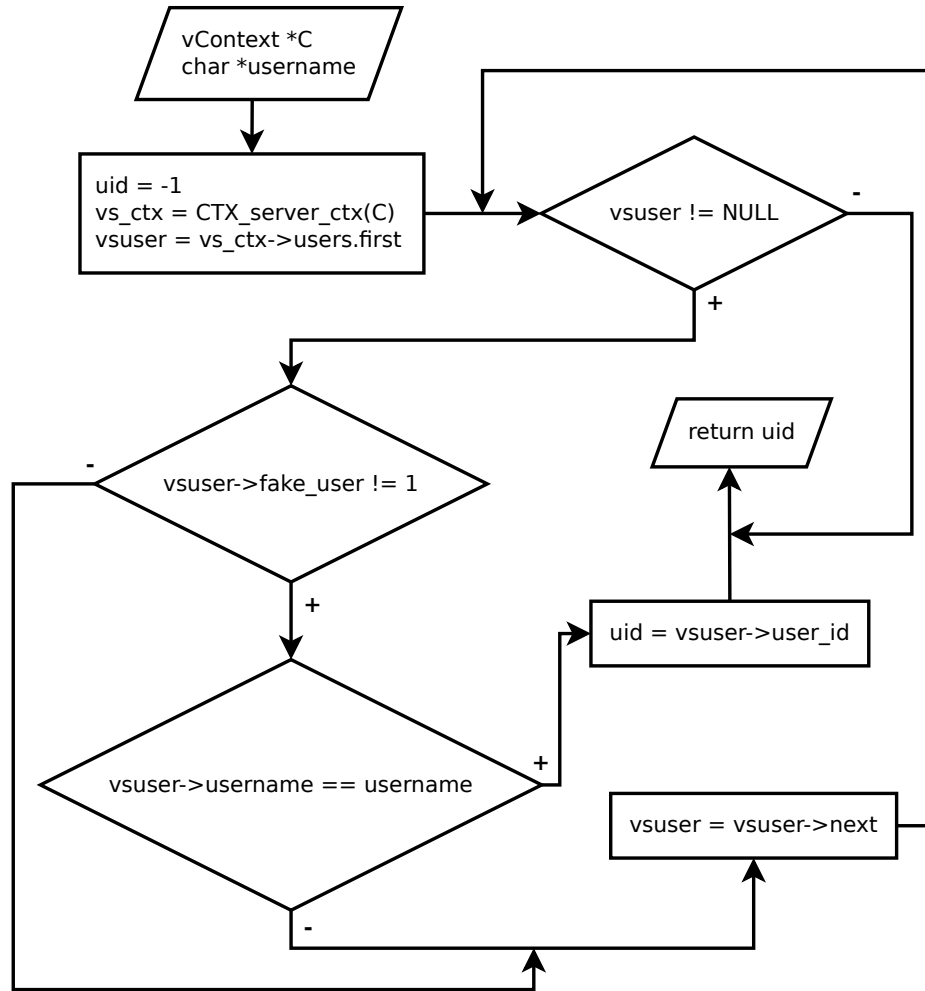 vContext *C
char *username
uid = -1
vs_ctx = CTX_server_ctx(C)
vsuser = vs_ctx->users.first
vsuser != NULL
-
+
vsuser->fake_user != 1
-
+
return uid
uid = vsuser->user_id
vsuser->username == username
+
-
vsuser = vsuser->next